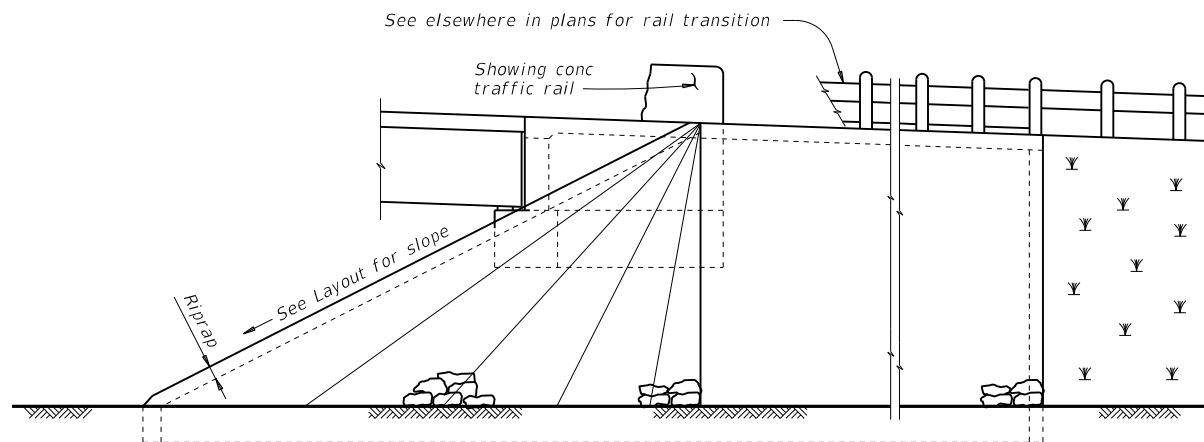 See elsewhere in plans for rail transition
Showing conc
traffic rail
See Layout for slope
Riprap